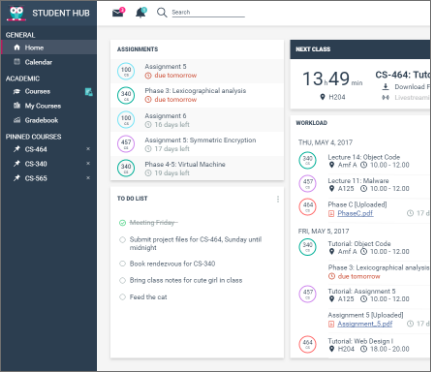 STUDENT HUB
Search
GENERAL
Home
Calendar
ACADEMIC
Courses
My Courses
Gradebook
PINNED COURSES
CS-464 ×
CS-340 ×
CS-565 ×
ASSIGNMENTS
100 CS Assignment 5
due tomorrow
340 CS Phase 3: Lexicographical analysis
due tomorrow
100 CS Assignment 6
16 days left
457 CS Assignment 5: Symmetric Encryption
17 days left
340 CS Phase 4-5: Virtual Machine
19 days left
TO DO LIST
Meeting Friday
Submit project files for CS-464, Sunday until
midnight
Book rendezvous for CS-340
Bring class notes for cute girl in class
Feed the cat
NEXT CLASS
13h 49 min
H204
CS-464: Tuto
Download F
Livestream
WORKLOAD
THU, MAY 4, 2017
340 CS Lecture 14: Object Code
Amf A 10.00 - 12.00
457 CS Lecture 11: Malware
A125 10.00 - 12.00
464 CS Phase C [Uploaded]
PhaseC.pdf 17 d
FRI, MAY 5, 2017
340 CS Tutorial: Object Code
Amf A 10.00 - 12.00
Phase 3: Lexicographical analysis
due tomorrow
457 CS Tutorial: Assignment 5
A125 10.00 - 12.00
Assignment 5 [Uploaded]
Assignment_5.pdf 17 d
464 CS Tutorial: Web Design I
H204 18.00 - 20.00